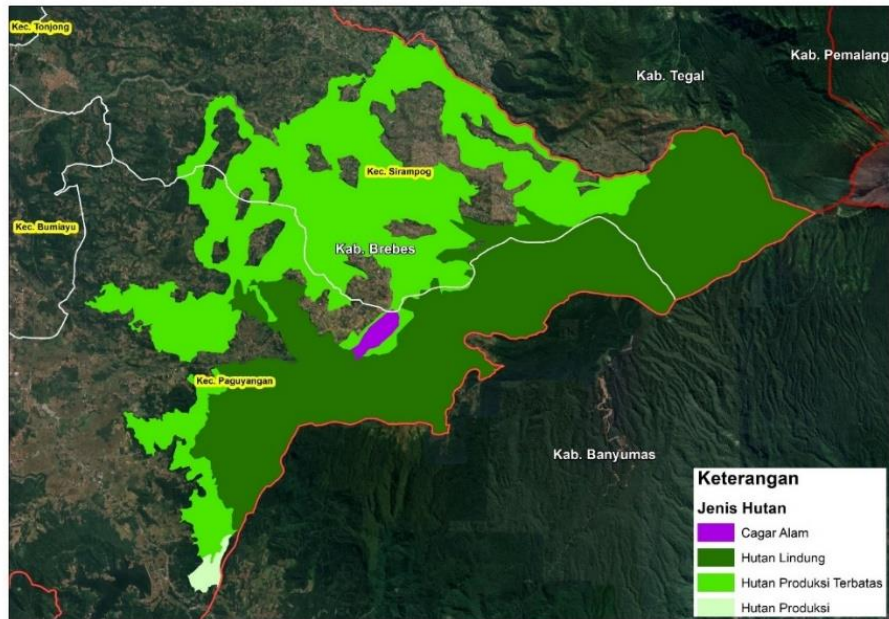 Kec. Tonjong
Kab. Pemalang
Kab. Tegal
Kec. Sirampog
Kec. Bumiayu
Kab. Brebes
Kec. Paguyangan
Kab. Banyumas
Keterangan
Jenis Hutan
Cagar Alam
Hutan Lindung
Hutan Produksi Terbatas
Hutan Produksi